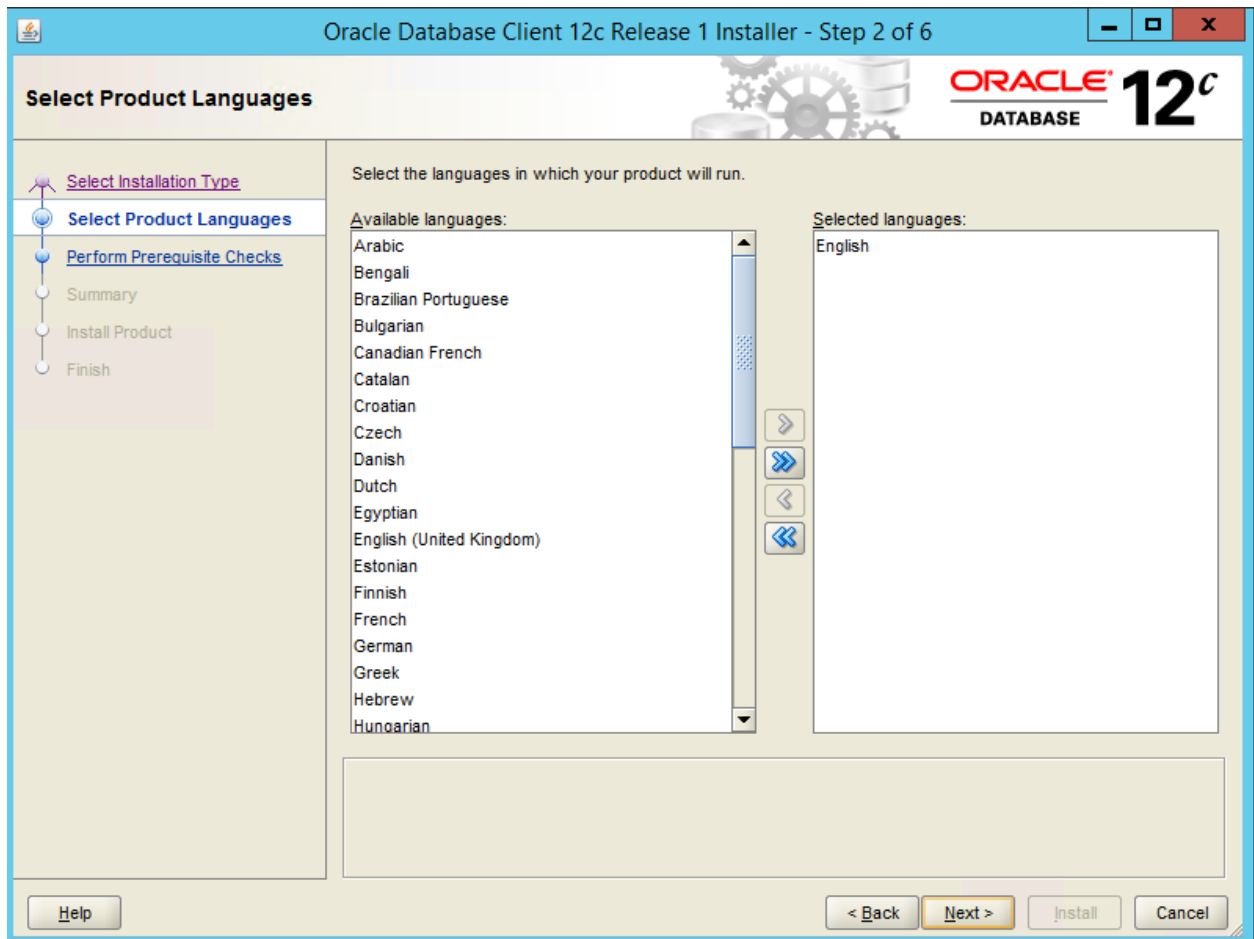 Oracle Database Client 12c Release 1 Installer - Step 2 of 6
Select Product Languages
ORACLE
DATABASE
12c
Select Installation Type
Select Product Languages
Perform Prerequisite Checks
Summary
Install Product
Finish
Select the languages in which your product will run.
Available languages:
Arabic
Bengali
Brazilian Portuguese
Bulgarian
Canadian French
Catalan
Croatian
Czech
Danish
Dutch
Egyptian
English (United Kingdom)
Estonian
Finnish
French
German
Greek
Hebrew
Hungarian
Selected languages:
English
Help
< Back
Next >
Install
Cancel